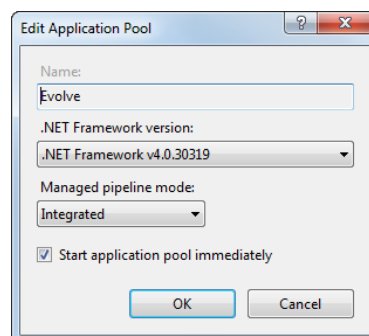 Edit Application Pool
?
X
Name:
Evolve
.NET Framework version:
.NET Framework v4.0.30319
Managed pipeline mode:
Integrated
Start application pool immediately
OK
Cancel